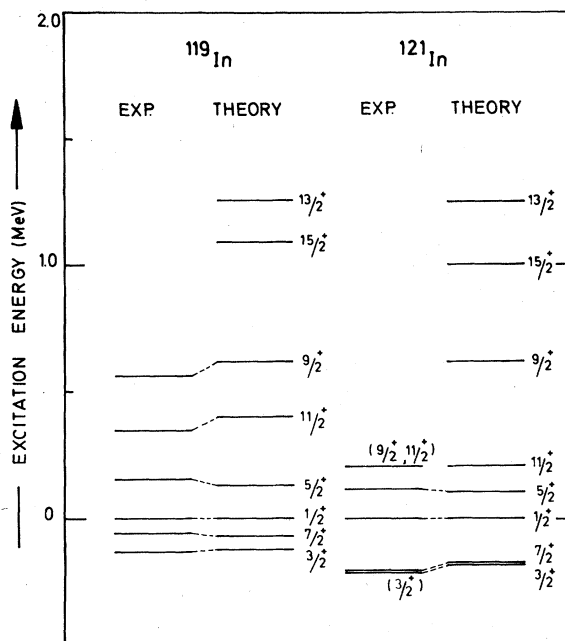 2.0
¹¹⁹In ¹²¹In
EXP. THEORY EXP. THEORY
13/2⁺ 13/2⁺
15/2⁺ 15/2⁺
1.0
9/2⁺ 9/2⁺
11/2⁺ (9/2⁺, 11/2⁺) 11/2⁺
5/2⁺ 5/2⁺
0 1/2⁺ 1/2⁺
7/2⁺ 7/2⁺
3/2⁺ (3/2⁺) 3/2⁺
EXCITATION ENERGY (MeV)